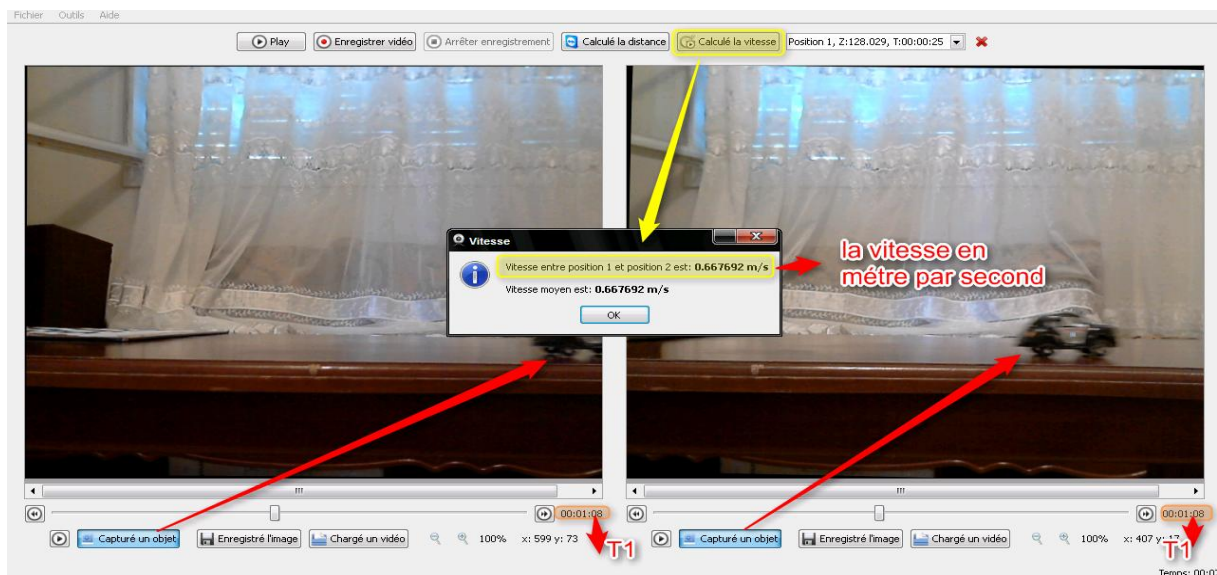 Fichier Outils Aide
Play Enregistrer vidéo Arrêter enregistrement Calculé la distance Calculé la vitesse Position 1, Z:128.029, T:00:00:25
Vitesse
Vitesse entre position 1 et position 2 est: 0.667692 m/s
Vitesse moyen est: 0.667692 m/s
OK
la vitesse en
métre par second
00:01:08 00:01:08
Capturé un objet Enregistré l'image Chargé un vidéo 100% x: 599 y: 73 T1
Capturé un objet Enregistré l'image Chargé un vidéo 100% x: 407 y: T1